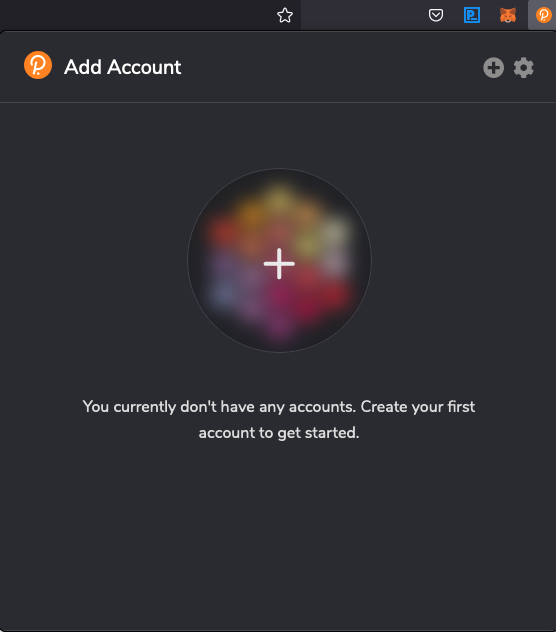 Add Account
You currently don't have any accounts. Create your first
account to get started.